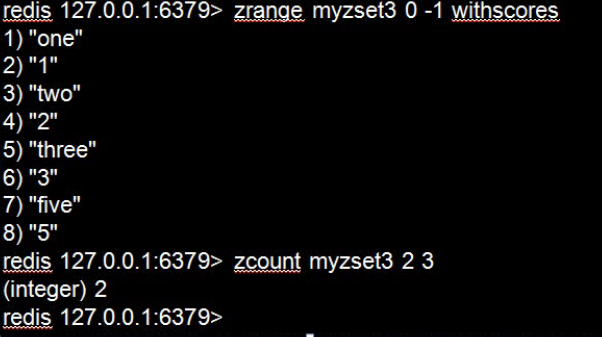 redis 127.0.0.1:6379> zrange myzset3 0 -1 withscores
1) "one"
2) "1"
3) "two"
4) "2"
5) "three"
6) "3"
7) "five"
8) "5"
redis 127.0.0.1:6379> zcount myzset3 2 3
(integer) 2
redis 127.0.0.1:6379>